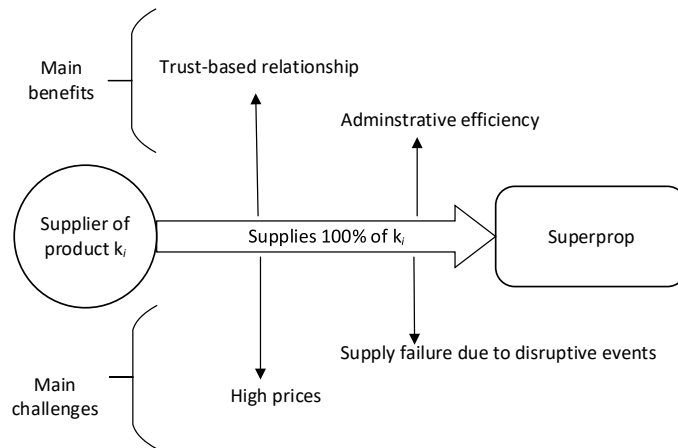 Main
benefits
Trust-based relationship
Adminstrative efficiency
Supplier of
product kᵢ
Supplies 100% of kᵢ
Superprop
Supply failure due to disruptive events
Main
challenges
High prices